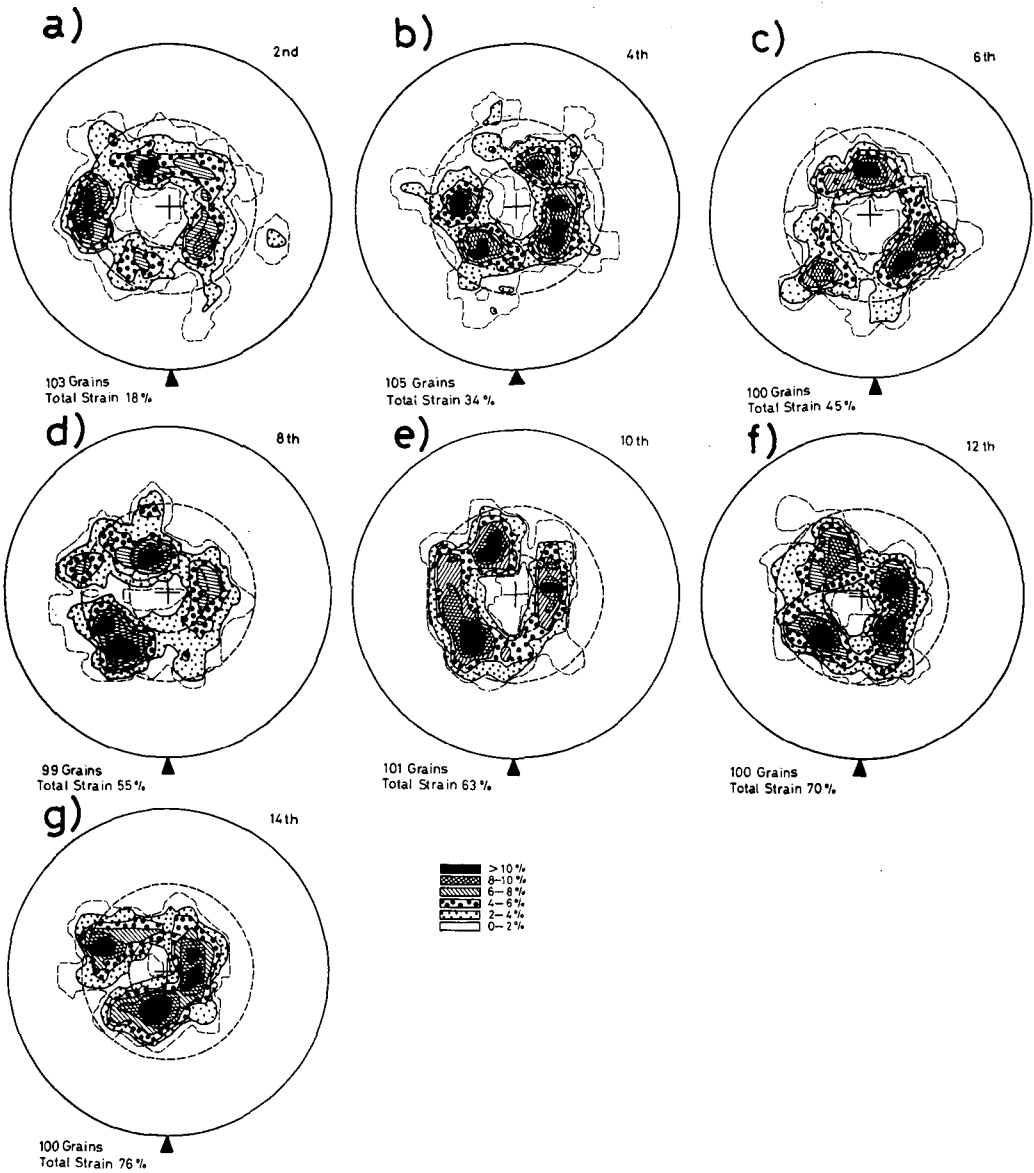 a)
2nd
103 Grains
Total Strain 18%
b)
4th
105 Grains
Total Strain 34%
c)
6th
100 Grains
Total Strain 45%
d)
8th
99 Grains
Total Strain 55%
e)
10th
101 Grains
Total Strain 63%
f)
12th
100 Grains
Total Strain 70%
g)
14th
100 Grains
Total Strain 76%
>10%
8-10%
6-8%
4-6%
2-4%
0-2%